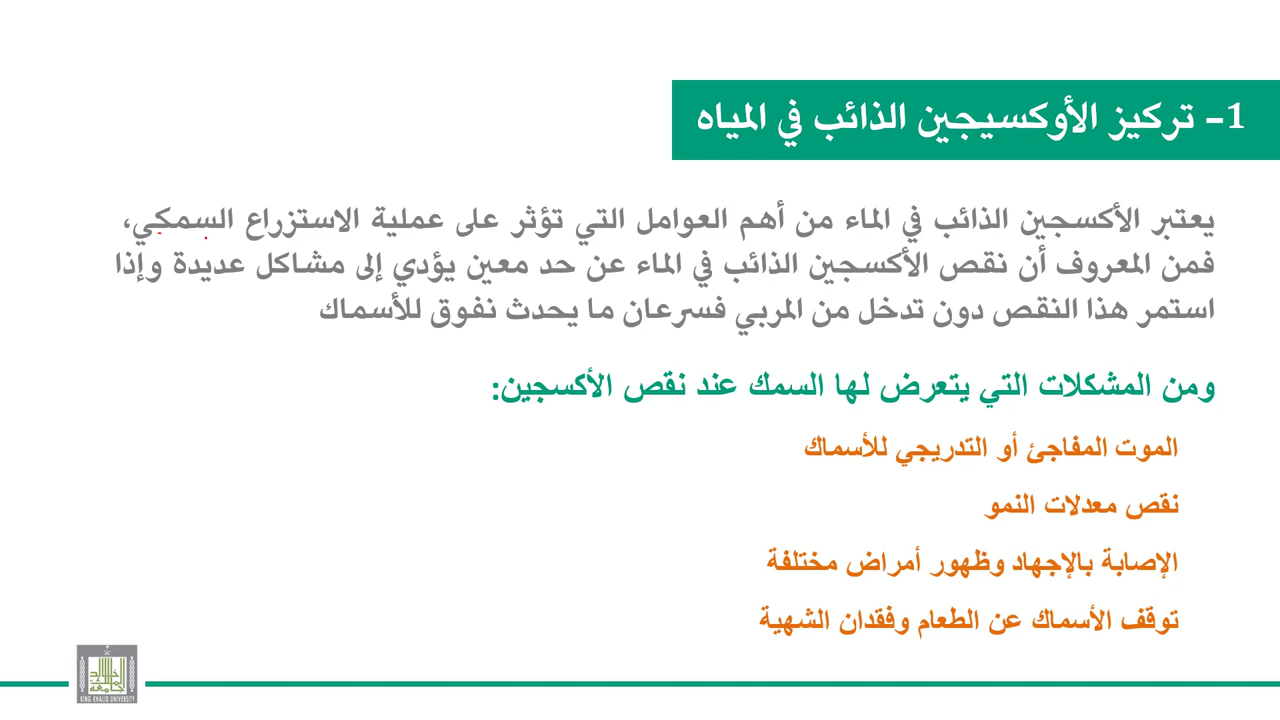 1- تركيز الأوكسيجين الذائب في المياه
يعتبر الأكسجين الذائب في الماء من أهم العوامل التي تؤثر على عملية الاستزراع السمكي،
فمن المعروف أن نقص الأكسجين الذائب في الماء عن حد معين يؤدي إلى مشاكل عديدة وإذا
استمر هذا النقص دون تدخل من المربي فسرعان ما يحدث نفوق للأسماك
ومن المشكلات التي يتعرض لها السمك عند نقص الأكسجين:
الموت المفاجئ أو التدريجي للأسماك
نقص معدلات النمو
الإصابة بالإجهاد وظهور أمراض مختلفة
توقف الأسماك عن الطعام وفقدان الشهية
KING KHALID UNIVERSITY